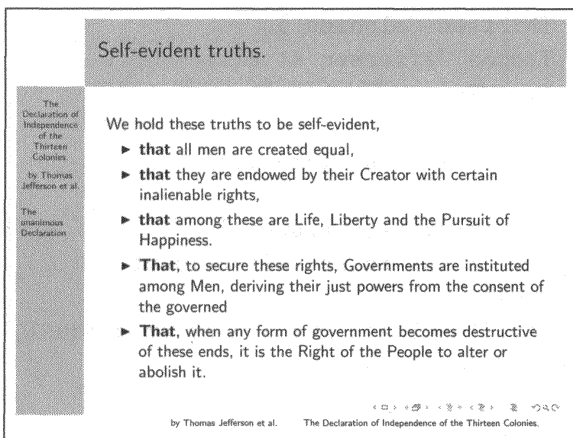 Self-evident truths.
The
Declaration of
Independence
of the
Thirteen
Colonies.
by Thomas
Jefferson et al.
The
unanimous
Declaration
We hold these truths to be self-evident,
▶ that all men are created equal,
▶ that they are endowed by their Creator with certain
inalienable rights,
▶ that among these are Life, Liberty and the Pursuit of
Happiness.
▶ That, to secure these rights, Governments are instituted
among Men, deriving their just powers from the consent of
the governed
▶ That, when any form of government becomes destructive
of these ends, it is the Right of the People to alter or
abolish it.
by Thomas Jefferson et al. The Declaration of Independence of the Thirteen Colonies.